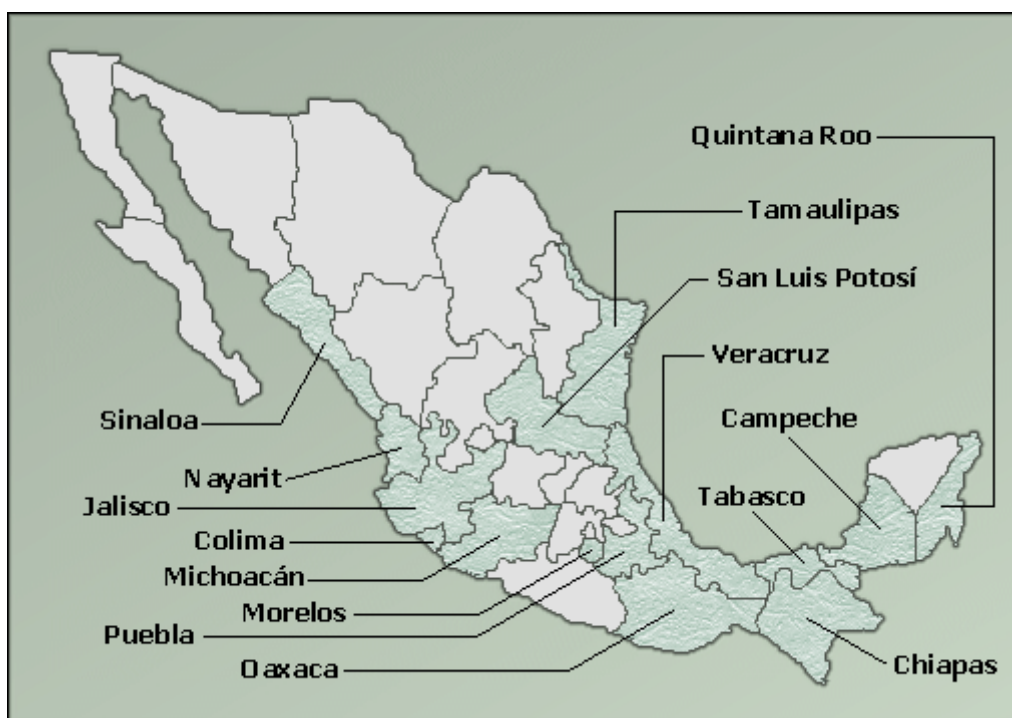 Quintana Roo
Tamaulipas
San Luis Potosí
Veracruz
Campeche
Tabasco
Sinaloa
Nayarit
Jalisco
Colima
Michoacán
Morelos
Puebla
Oaxaca
Chiapas